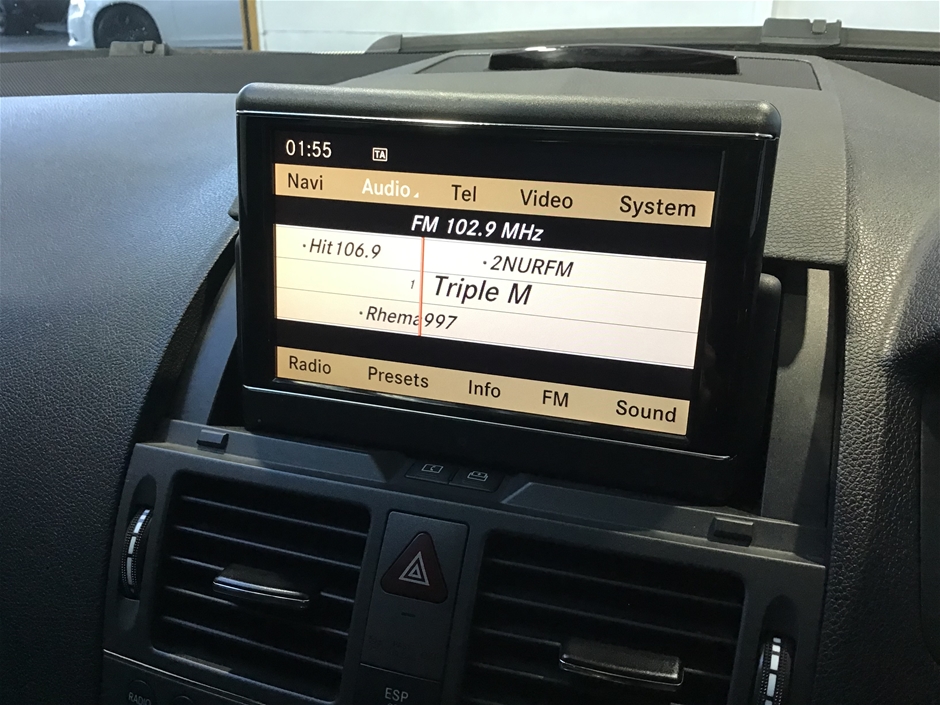 01:55 TA
Navi Audio Tel Video System
FM 102.9 MHz
·Hit106.9 ·2NURFM
1 Triple M
·Rhema997
Radio Presets Info FM Sound
ESP
RADIO